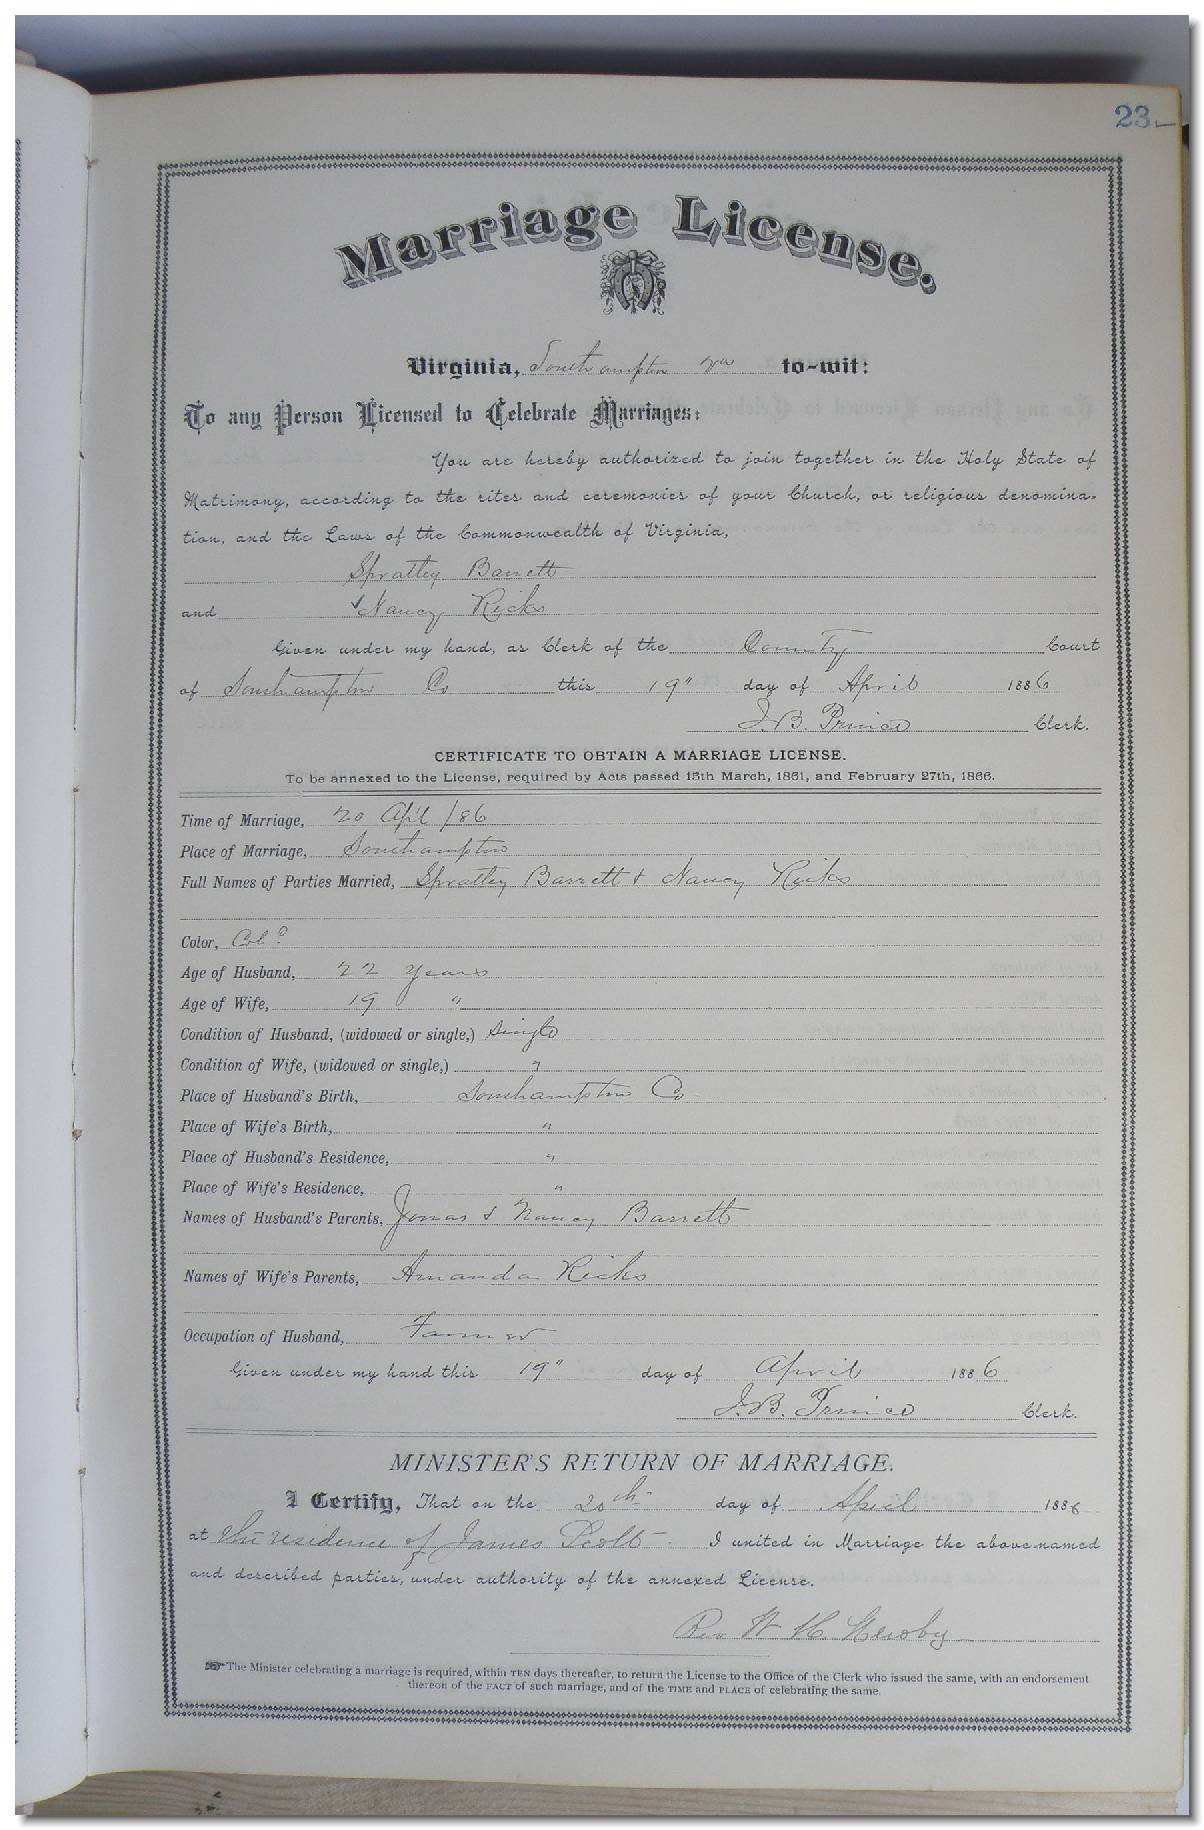 23.
Marriage License.
Virginia, Southampton Va to-wit:
To any Person Licensed to Celebrate Marriages:
You are hereby authorized to join together in the Holy State of
Matrimony, according to the rites and ceremonies of your Church, or religious denomina-
tion, and the Laws of the Commonwealth of Virginia,
Spratley Barrett
and Nancy Ricks
Given under my hand, as Clerk of the County Court
of Southampton Co this 19" day of April 1886
J.B. Prince Clerk.
CERTIFICATE TO OBTAIN A MARRIAGE LICENSE.
To be annexed to the License, required by Acts passed 15th March, 1861, and February 27th, 1866.
Time of Marriage, 20 Apil /86
Place of Marriage, Southampton
Full Names of Parties Married, Spratley Barrett & Nancy Ricks
Color, Cold
Age of Husband, 22 years
Age of Wife, 19 "
Condition of Husband, (widowed or single,) single
Condition of Wife, (widowed or single,) "
Place of Husband's Birth, Southampton Co
Place of Wife's Birth, "
Place of Husband's Residence, "
Place of Wife's Residence, "
Names of Husband's Parents, Jonas & Nancy Barrett
Names of Wife's Parents, Amanda Ricks
Occupation of Husband, Farmer
Given under my hand this 19" day of April 1886
J.B. Prince Clerk.
MINISTER'S RETURN OF MARRIAGE.
I Certify, That on the 20th day of April 1886
at the residence of James Scott I united in Marriage the above-named
and described parties, under authority of the annexed License.
Rev W H Hersby
The Minister celebrating a marriage is required, within TEN days thereafter, to return the License to the Office of the Clerk who issued the same, with an endorsement
thereon of the FACT of such marriage, and of the TIME and PLACE of celebrating the same.